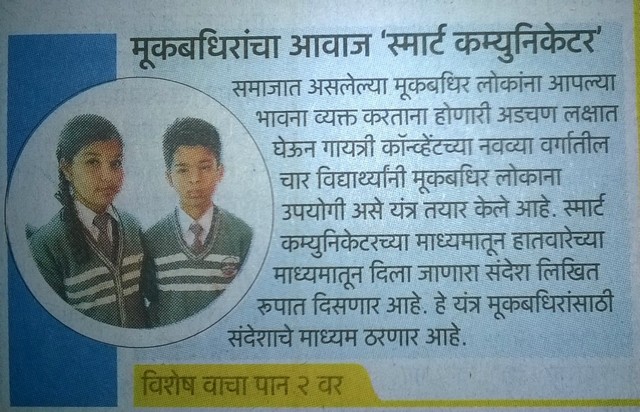 मूकबधिरांचा आवाज ‘स्मार्ट कम्युनिकेटर’
समाजात असलेल्या मूकबधिर लोकांना आपल्या
भावना व्यक्त करताना होणारी अडचण लक्षात
घेऊन गायत्री कॉन्व्हेंटच्या नवव्या वर्गातील
चार विद्यार्थ्यांनी मूकबधिर लोकाना
उपयोगी असे यंत्र तयार केले आहे. स्मार्ट
कम्युनिकेटरच्या माध्यमातून हातवारेच्या
माध्यमातून दिला जाणारा संदेश लिखित
रूपात दिसणार आहे. हे यंत्र मूकबधिरांसाठी
संदेशाचे माध्यम ठरणार आहे.
विशेष वाचा पान २ वर